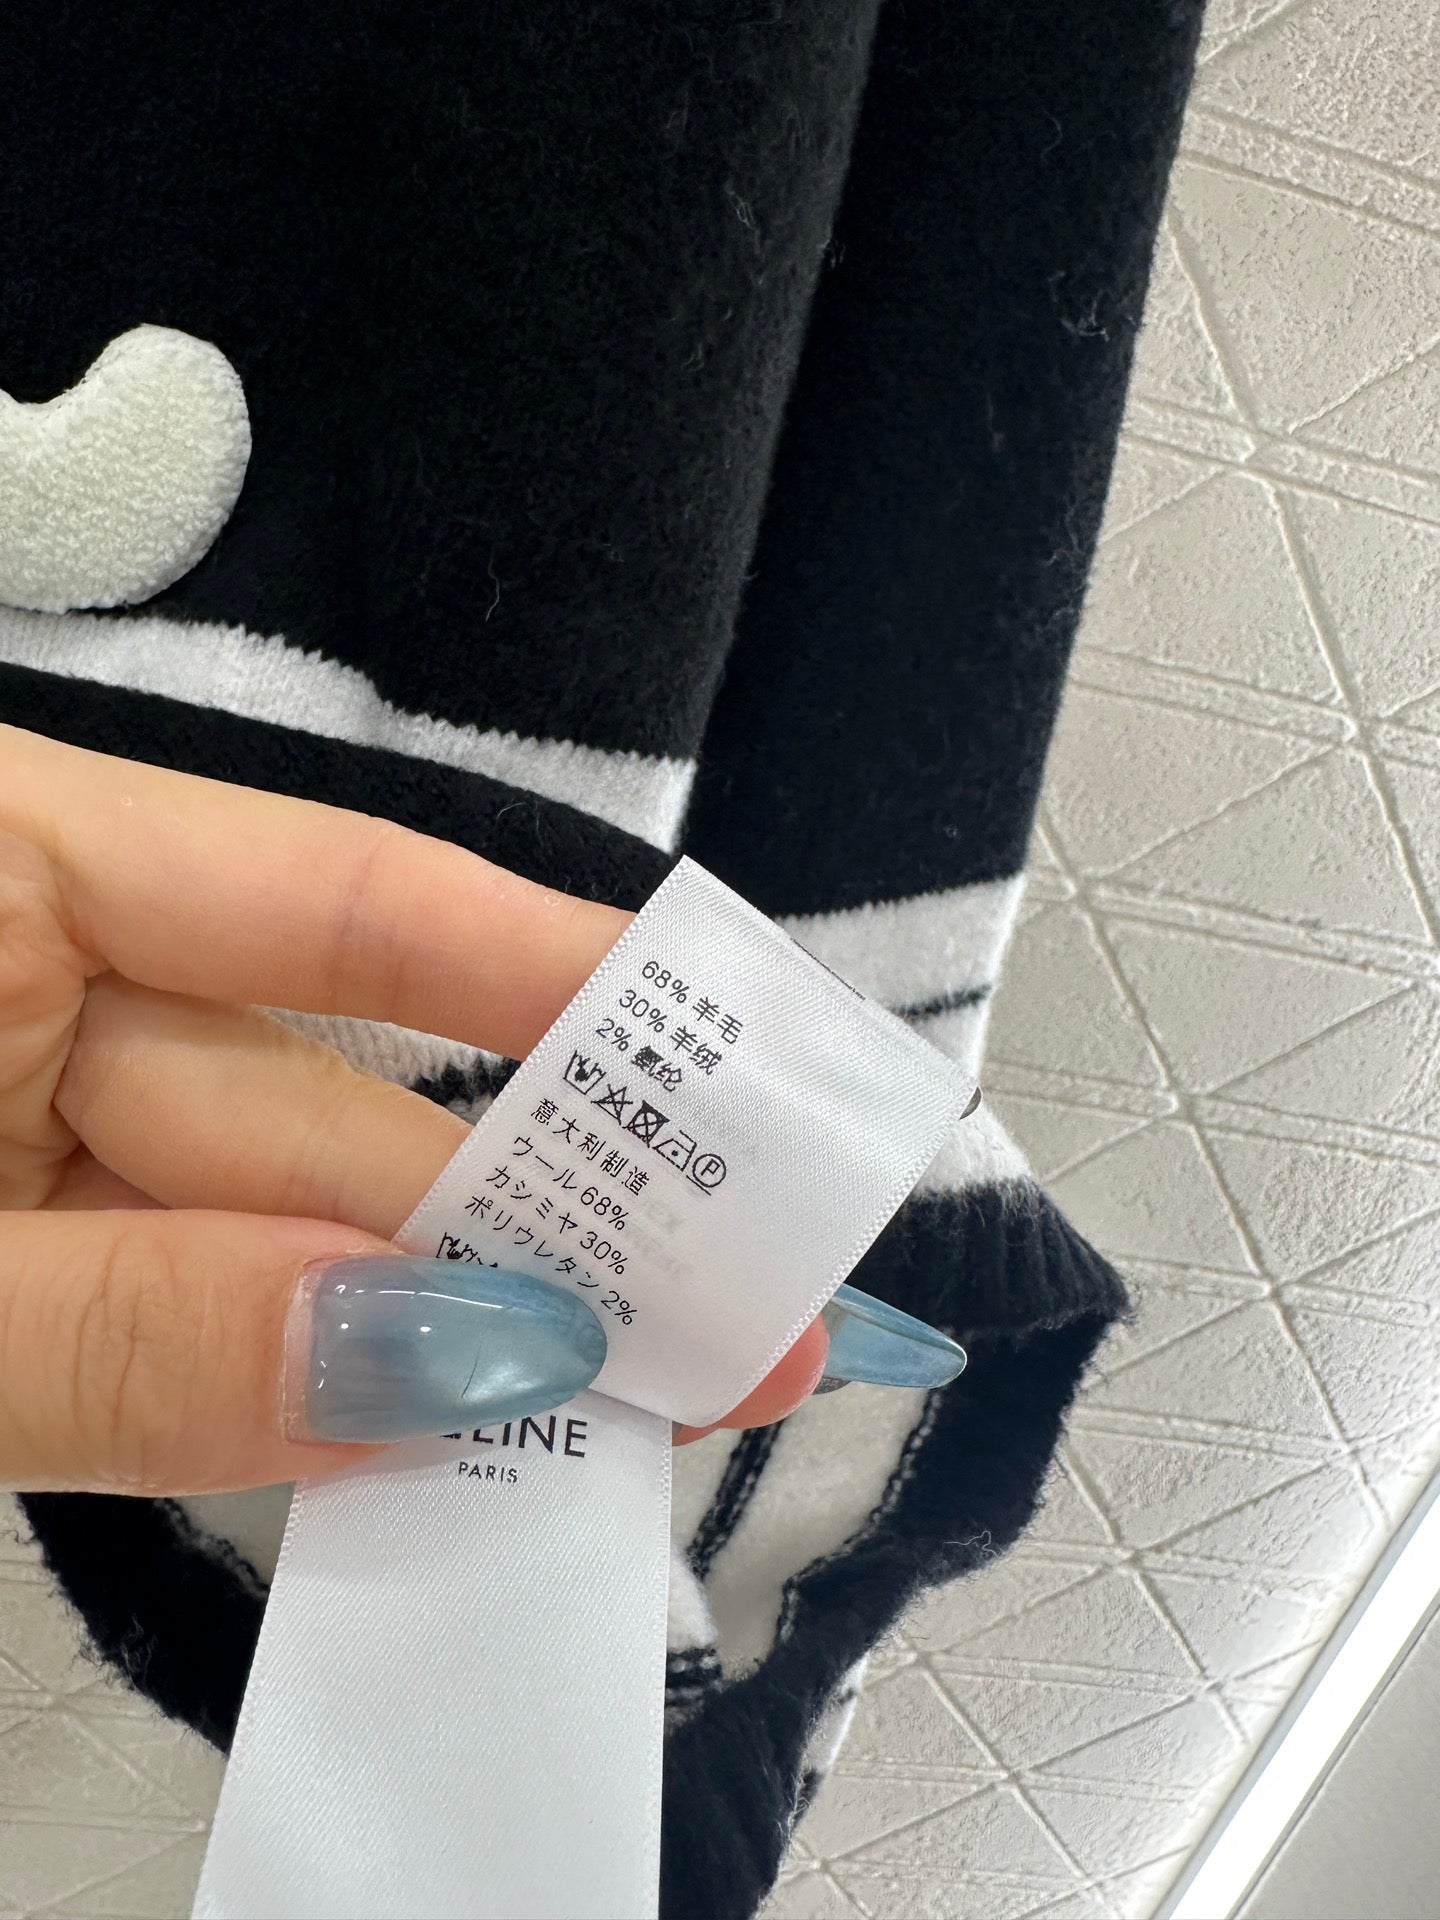 68% 羊毛
30% 羊绒
2% 氨纶
P
意大利制造
ウール 68%
カシミヤ 30%
ポリウレタン 2%
ELINE
PARIS